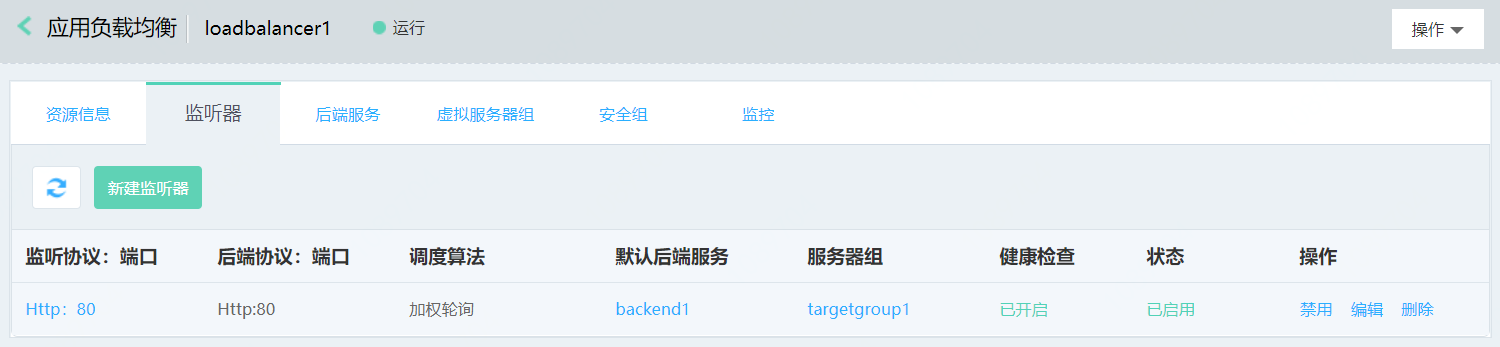 应用负载均衡 loadbalancer1 运行 操作
资源信息 监听器 后端服务 虚拟服务器组 安全组 监控
新建监听器
监听协议：端口 后端协议：端口 调度算法 默认后端服务 服务器组 健康检查 状态 操作
Http：80 Http:80 加权轮询 backend1 targetgroup1 已开启 已启用 禁用 编辑 删除